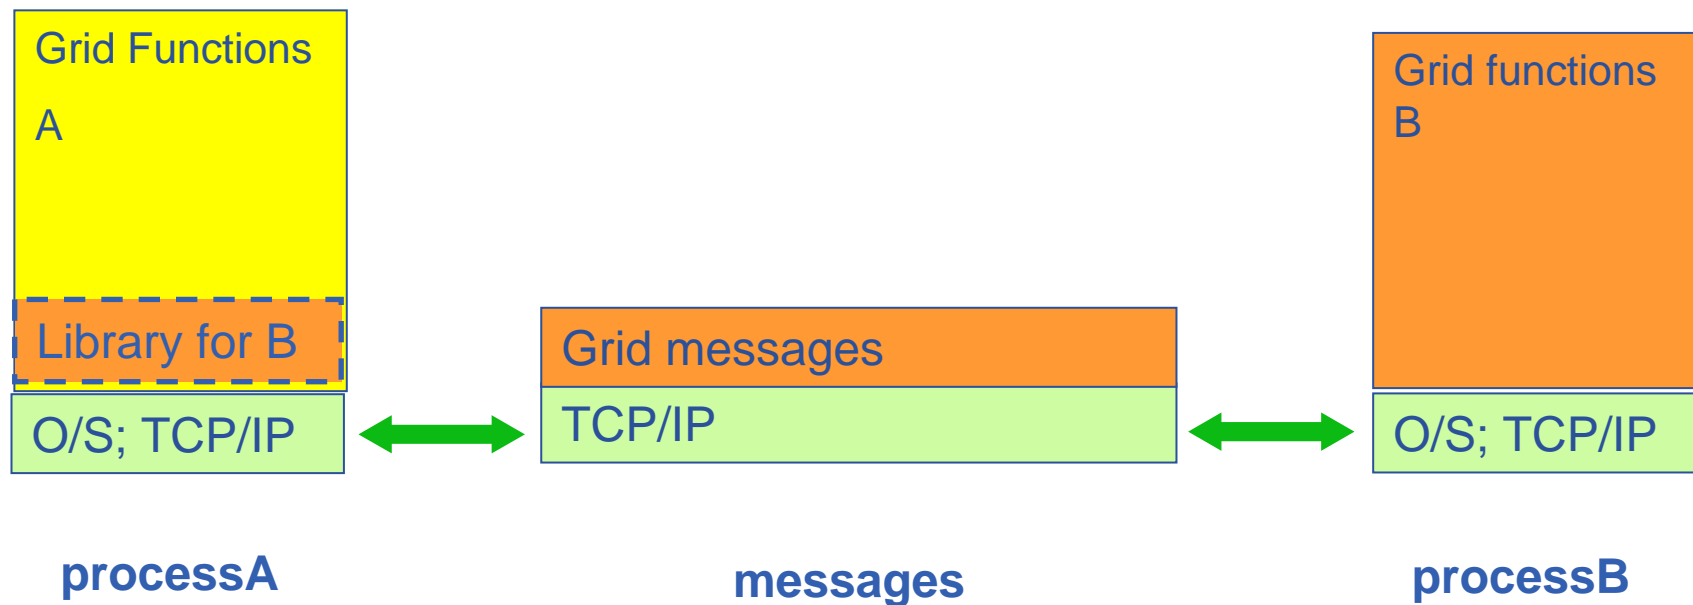 Grid Functions
A
Library for B
O/S; TCP/IP
processA
Grid messages
TCP/IP
messages
Grid functions
B
O/S; TCP/IP
processB